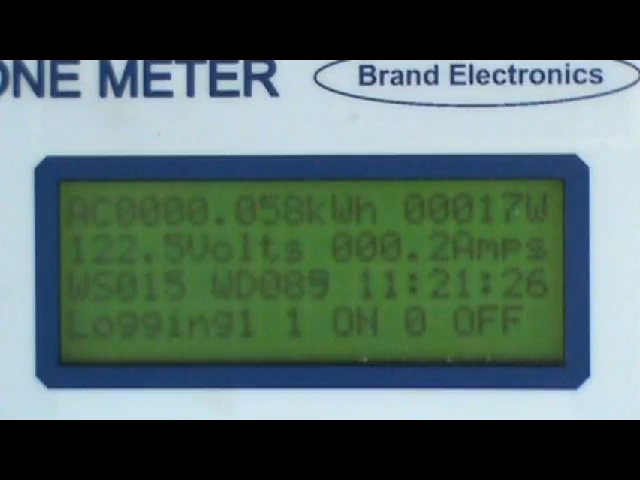 ONE METER
Brand Electronics
AC0000.058kWh 00017W
122.5Volts 000.2Amps
WS015 WD089 11:21:26
Logging1 1 ON 0 OFF